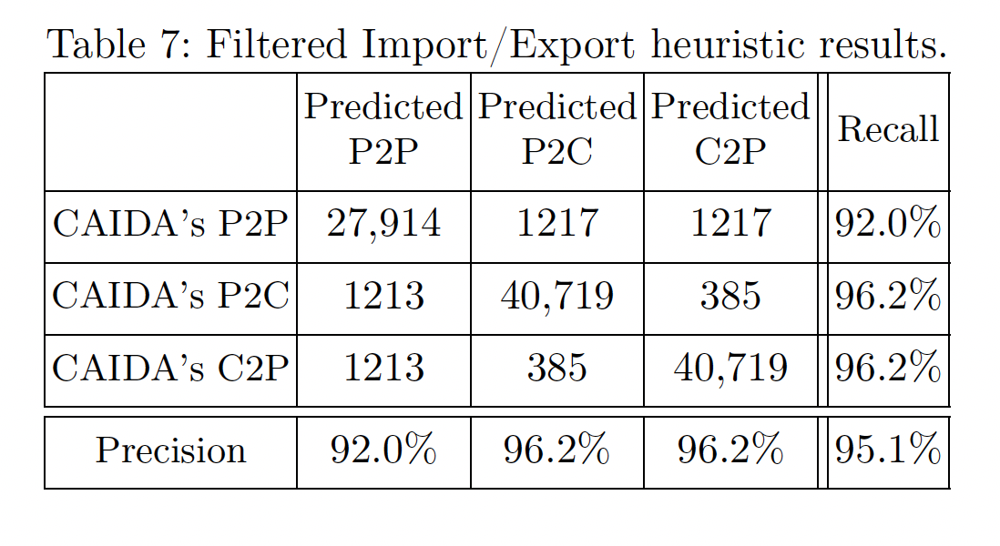 Table 7: Filtered Import/Export heuristic results.
Predicted P2P Predicted P2C Predicted C2P Recall
CAIDA's P2P 27,914 1217 1217 92.0%
CAIDA's P2C 1213 40,719 385 96.2%
CAIDA's C2P 1213 385 40,719 96.2%
Precision 92.0% 96.2% 96.2% 95.1%